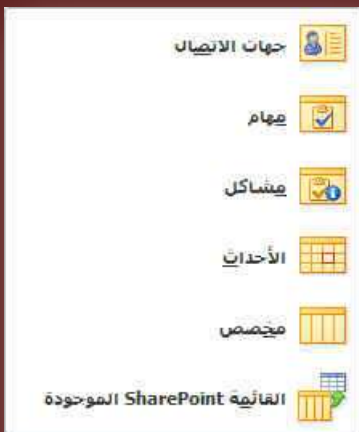 جهات الاتصال
مهام
مشاكل
الأحداث
مخصص
القائمة SharePoint الموجودة